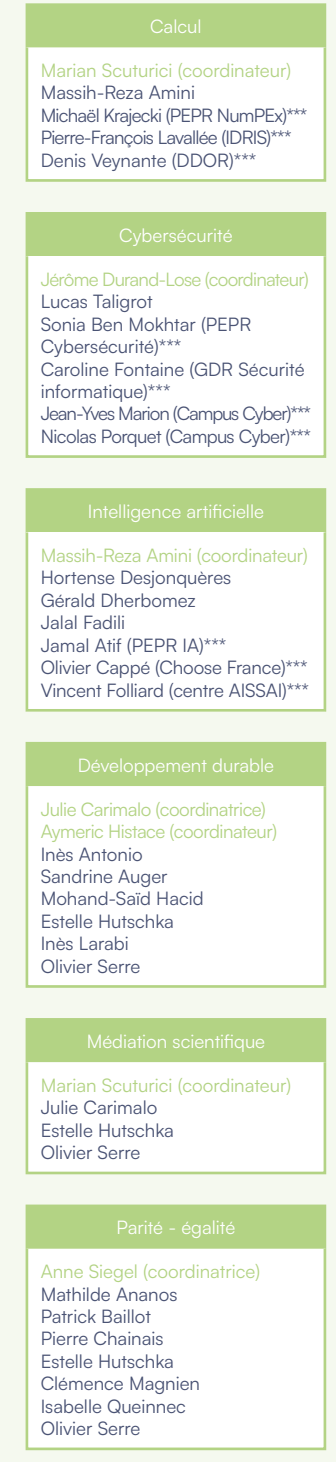 Calcul
Marian Scuturici (coordinateur)
Massih-Reza Amini
Michaël Krajecki (PEPR NumPEx)***
Pierre-François Lavallée (IDRIS)***
Denis Veynante (DDOR)***
Cybersécurité
Jérôme Durand-Lose (coordinateur)
Lucas Taligrot
Sonia Ben Mokhtar (PEPR
Cybersécurité)***
Caroline Fontaine (GDR Sécurité
informatique)***
Jean-Yves Marion (Campus Cyber)***
Nicolas Porquet (Campus Cyber)***
Intelligence artificielle
Massih-Reza Amini (coordinateur)
Hortense Desjonquères
Gérald Dherbomez
Jalal Fadili
Jamal Atif (PEPR IA)***
Olivier Cappé (Choose France)***
Vincent Folliard (centre AISSAI)***
Développement durable
Julie Carimalo (coordinatrice)
Aymeric Histace (coordinateur)
Inès Antonio
Sandrine Auger
Mohand-Saïd Hacid
Estelle Hutschka
Inès Larabi
Olivier Serre
Médiation scientifique
Marian Scuturici (coordinateur)
Julie Carimalo
Estelle Hutschka
Olivier Serre
Parité - égalité
Anne Siegel (coordinatrice)
Mathilde Ananos
Patrick Baillot
Pierre Chainais
Estelle Hutschka
Clémence Magnien
Isabelle Queinnec
Olivier Serre